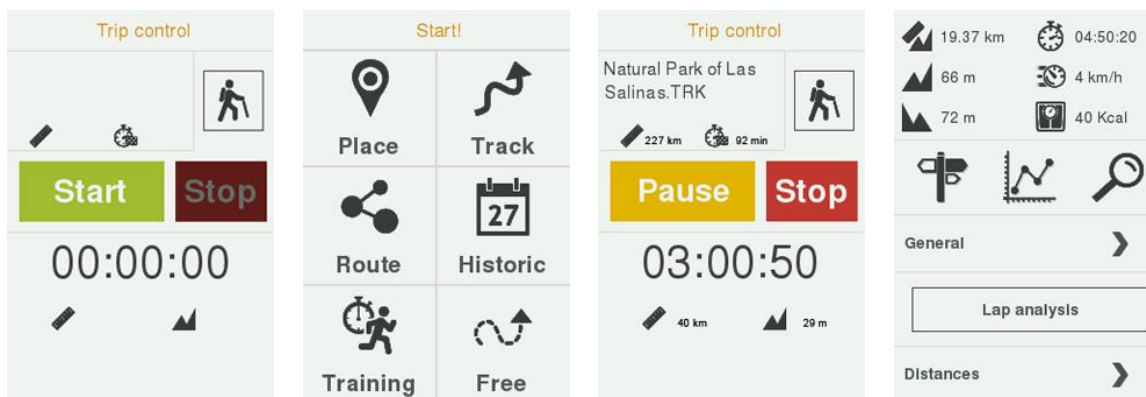 Trip control
Start
Stop
00:00:00
Start!
Place
Track
Route
27
Historic
Training
Free
Trip control
Natural Park of Las
Salinas.TRK
227 km
92 min
Pause
Stop
03:00:50
40 km
29 m
19.37 km
04:50:20
66 m
4 km/h
72 m
40 Kcal
General
Lap analysis
Distances